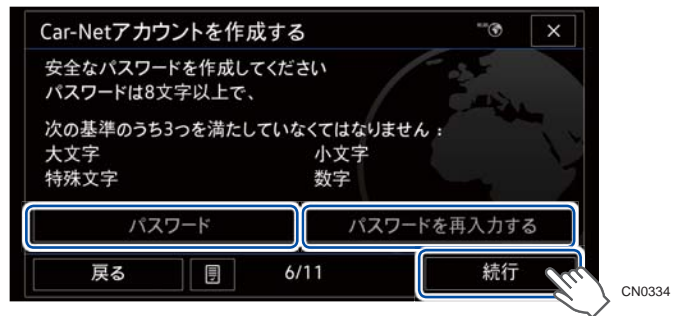 Car-Netアカウントを作成する
安全なパスワードを作成してください
パスワードは8文字以上で、
次の基準のうち3つを満たしていなくてはなりません：
大文字 小文字
特殊文字 数字
パスワード パスワードを再入力する
戻る 6/11 続行
CN0334